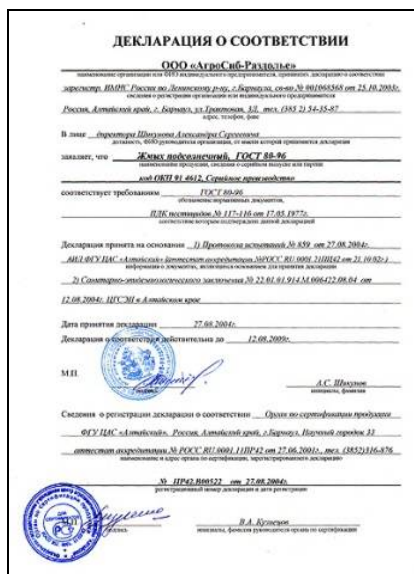 ДЕКЛАРАЦИЯ О СООТВЕТСТВИИ
ООО «АгроСиб-Раздолье»
наименование организации или ФИО индивидуального предпринимателя, принявших декларацию о соответствии
зарегистр. ИМНС России по Ленинскому р-ну, г.Барнаула, св-во № 001068568 от 25.10.2003г.
сведения о регистрации организации или индивидуального предпринимателя
Россия, Алтайский край, г. Барнаул, ул.Трактовая, 3Д, тел. (385 2) 54-35-87
адрес, телефон, факс
В лице директора Шикулова Александра Сергеевича
должность, ФИО руководителя организации, от имени которой принимается декларация
заявляет, что Жмых подсолнечный, ГОСТ 80-96
наименование продукции, сведения о серийном выпуске или партии
код ОКП 91 4612, Серийное производство
соответствует требованиям ГОСТ 80-96
обозначение нормативных документов,
ПДК пестицидов № 117-116 от 17.05.1977г.
соответствие которым подтверждено данной декларацией
Декларация принята на основании 1) Протокола испытаний № 859 от 27.08.2004г.
АИЛ ФГУ ЦАС «Алтайский» (аттестат аккредитации №РОСС RU.0001.21ПЦ42 от 21.10.02г.)
информация о документах, являющихся основанием для принятия декларации
2) Санитарно-эпидемиологического заключения № 22.01.01.914.М.006422.08.04 от
12.08.2004г. ЦГСЭН в Алтайском крае
Дата принятия декларации 27.08.2004г.
Декларация о соответствии действительна до 12.08.2009г.
М.П.
А.С. Шикулов
подпись
инициалы, фамилия
Сведения о регистрации декларации о соответствии Орган по сертификации продукции
ФГУ ЦАС «Алтайский», Россия, Алтайский край, г.Барнаул, Научный городок 33
аттестат аккредитации № РОСС RU.0001.11ПР42 от 27.06.2001г., тел. (3852)316-876
наименование и адрес органа по сертификации, зарегистрировавшего декларацию
№ ПР42.В00522 от 27.08.2004г.
регистрационный номер декларации и дата регистрации
В.А. Кузнецов
подпись
инициалы, фамилия руководителя органа по сертификации